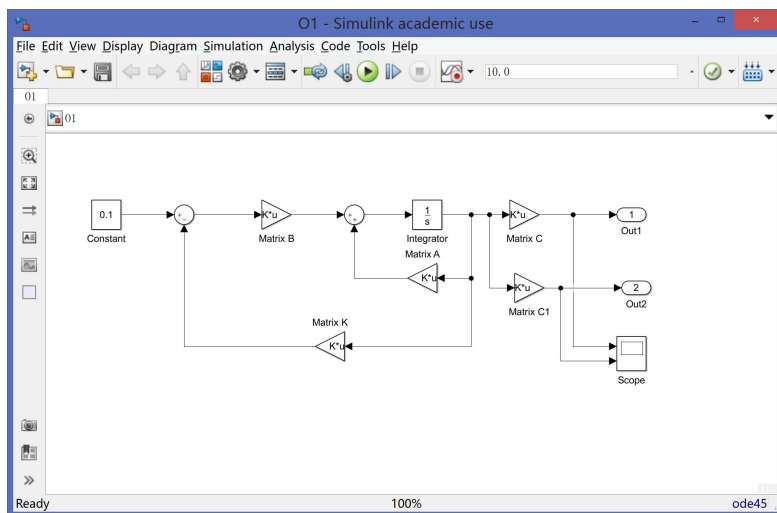 O1 - Simulink academic use
File Edit View Display Diagram Simulation Analysis Code Tools Help
10.0
O1
O1
0.1
Constant
+
−
K*u
Matrix B
+
+
1
s
Integrator
K*u
Matrix C
1
Out1
Matrix A
K*u
K*u
Matrix C1
2
Out2
Matrix K
K*u
Scope
Ready
100%
ode45